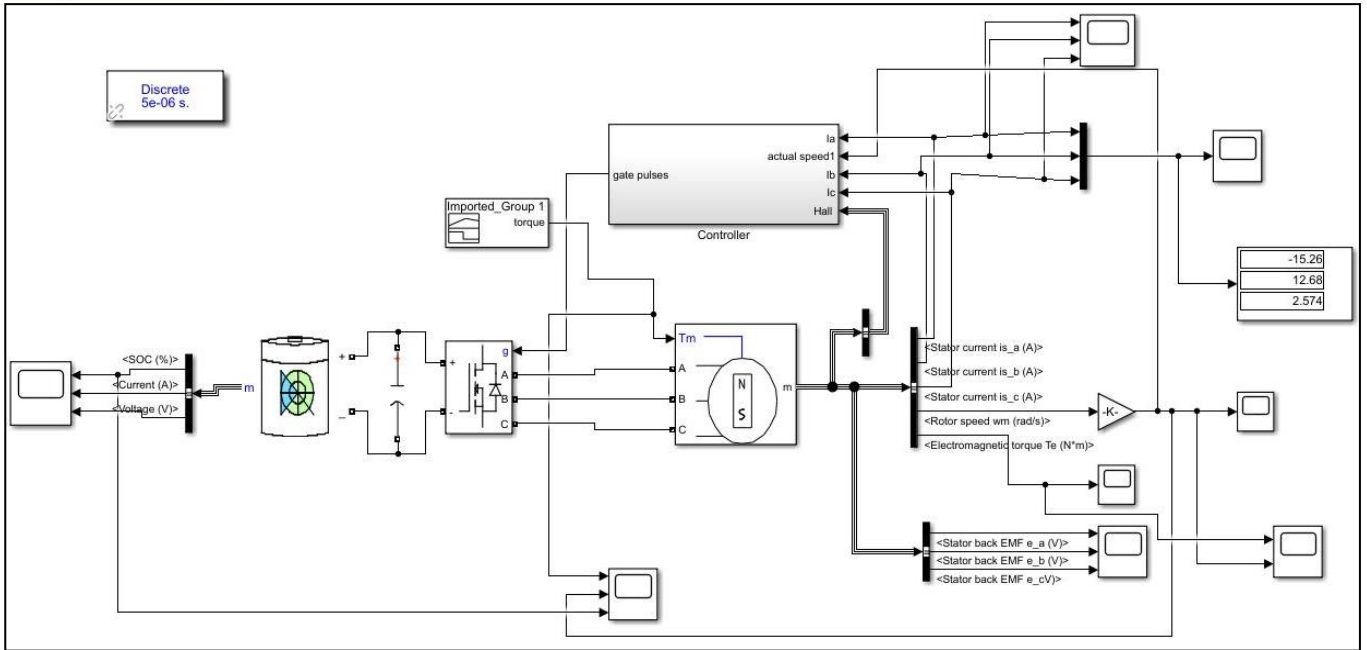 Discrete
5e-06 s.
Ia
actual speed1
gate pulses
Ib
Ic
Hall
Controller
Imported_Group 1
torque
-15.26
12.68
2.574
<SOC (%)>
<Current (A)>
<Voltage (V)>
m
+
_
+
-
g
A
B
C
Tm
A
B
C
N
S
m
<Stator current is_a (A)>
<Stator current is_b (A)>
<Stator current is_c (A)>
<Rotor speed wm (rad/s)>
<Electromagnetic torque Te (N*m)>
-K-
<Stator back EMF e_a (V)>
<Stator back EMF e_b (V)>
<Stator back EMF e_cV)>